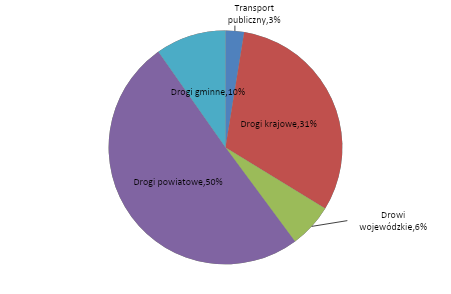 Transport
publiczny,3%
Drogi gminne,10%
Drogi krajowe,31%
Drogi powiatowe,50%
Drowi
wojewódzkie,6%